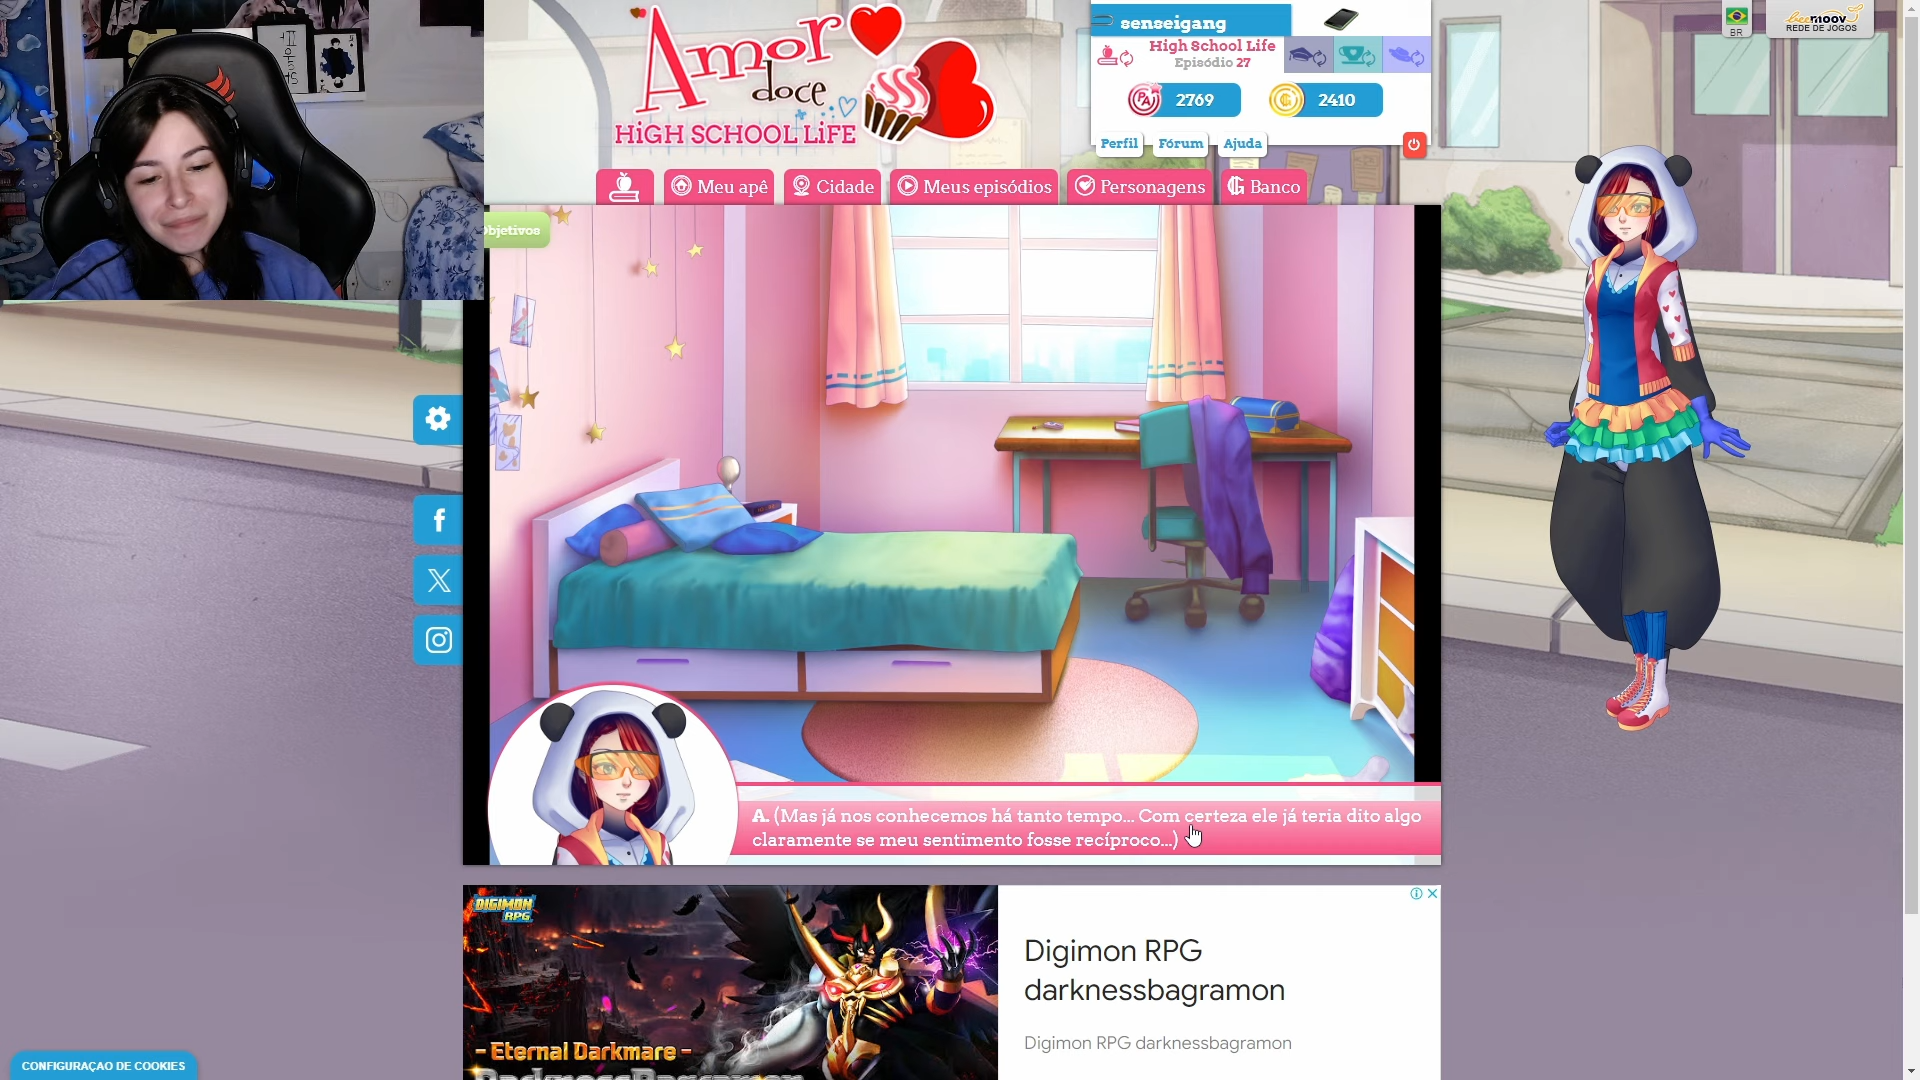 Amor
doce
HiGH SCHOOL LiFE
senseigang
High School Life
Episódio 27
2769
2410
Perfil
Fórum
Ajuda
BR
beemoov
REDE DE JOGOS
Meu apê
Cidade
Meus episódios
Personagens
Banco
Objetivos
A. (Mas já nos conhecemos há tanto tempo... Com certeza ele já teria dito algo
claramente se meu sentimento fosse recíproco...)
DIGIMON
RPG
- Eternal Darkmare -
DarknessBagramon
Digimon RPG
darknessbagramon
Digimon RPG darknessbagramon
CONFIGURAÇAO DE COOKIES